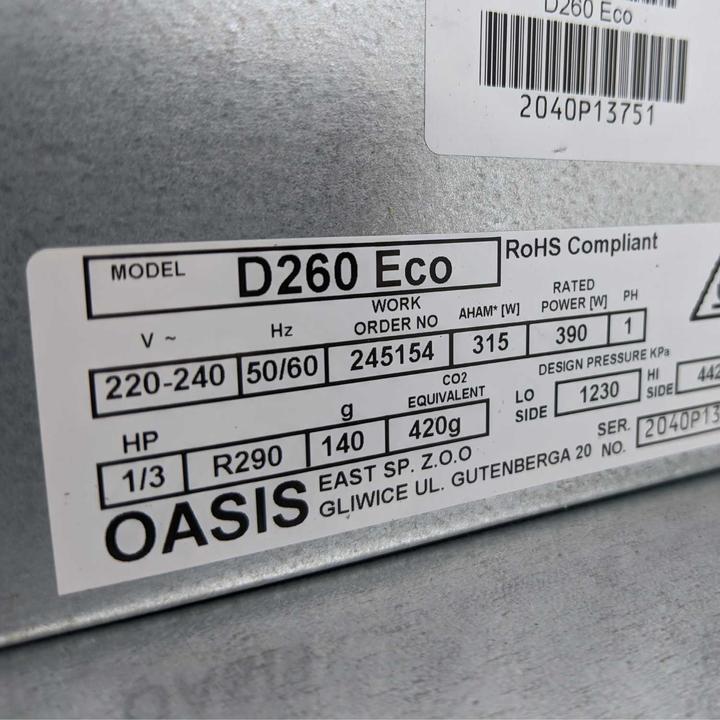 D260 Eco
2040P13751
MODEL D260 Eco RoHS Compliant
V ~ Hz WORK ORDER NO AHAM* [W] RATED POWER [W] PH
220-240 50/60 245154 315 390 1
HP g CO2 EQUIVALENT DESIGN PRESSURE KPa
1/3 R290 140 420g LO SIDE 1230 HI SIDE
OASIS EAST SP. Z.O.O SER. NO. 2040P13
GLIWICE UL. GUTENBERGA 20